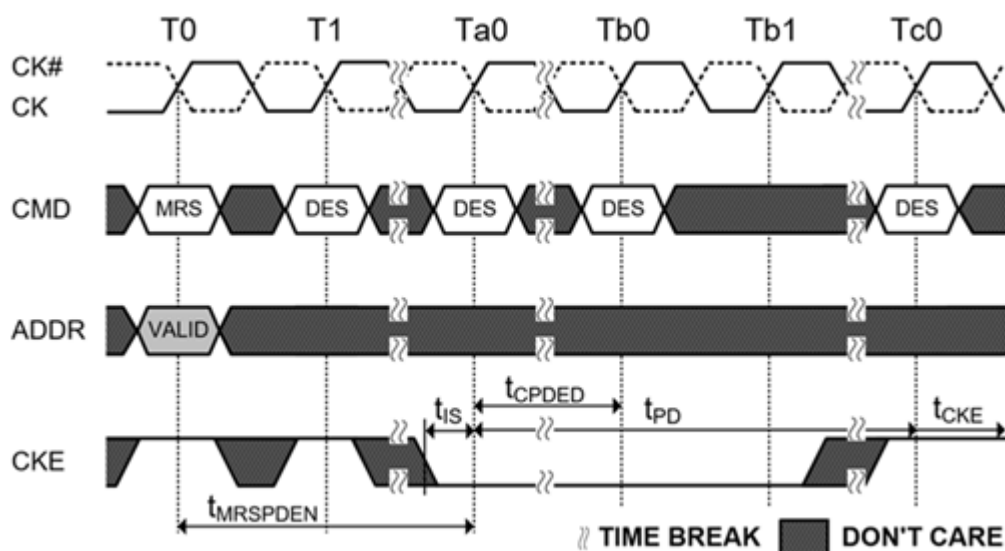 T0 T1 Ta0 Tb0 Tb1 Tc0
CK#
CK
CMD MRS DES DES DES DES
ADDR VALID
tCPDED
tIS tPD tCKE
CKE
tMRSPDEN
TIME BREAK DON'T CARE